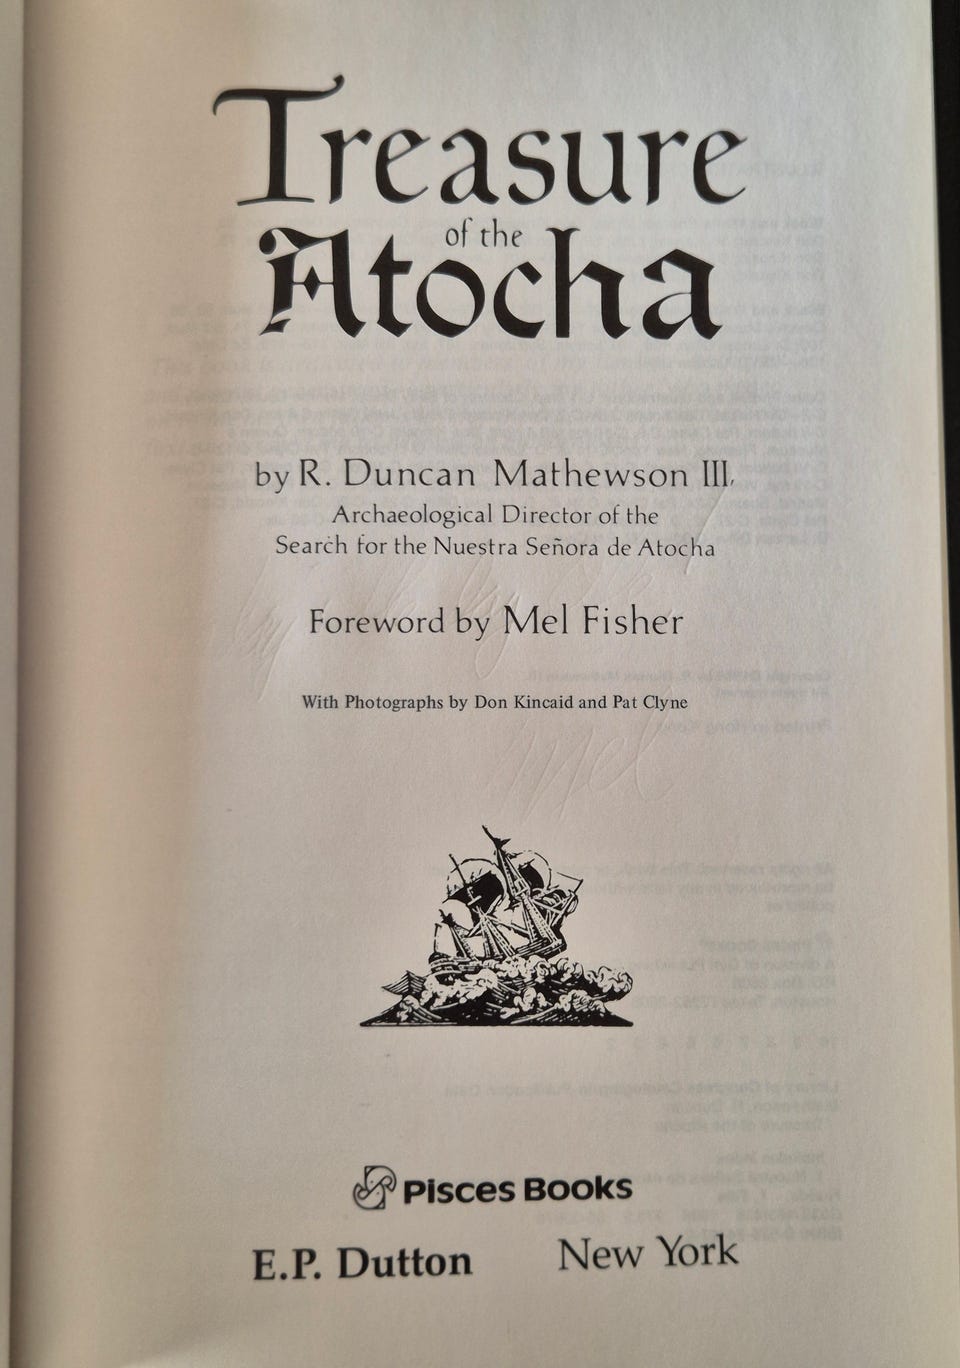 Treasure
of the
Atocha
by R. Duncan Mathewson III,
Archaeological Director of the
Search for the Nuestra Señora de Atocha
Foreword by Mel Fisher
With Photographs by Don Kincaid and Pat Clyne
Mel
Pisces Books
E.P. Dutton New York